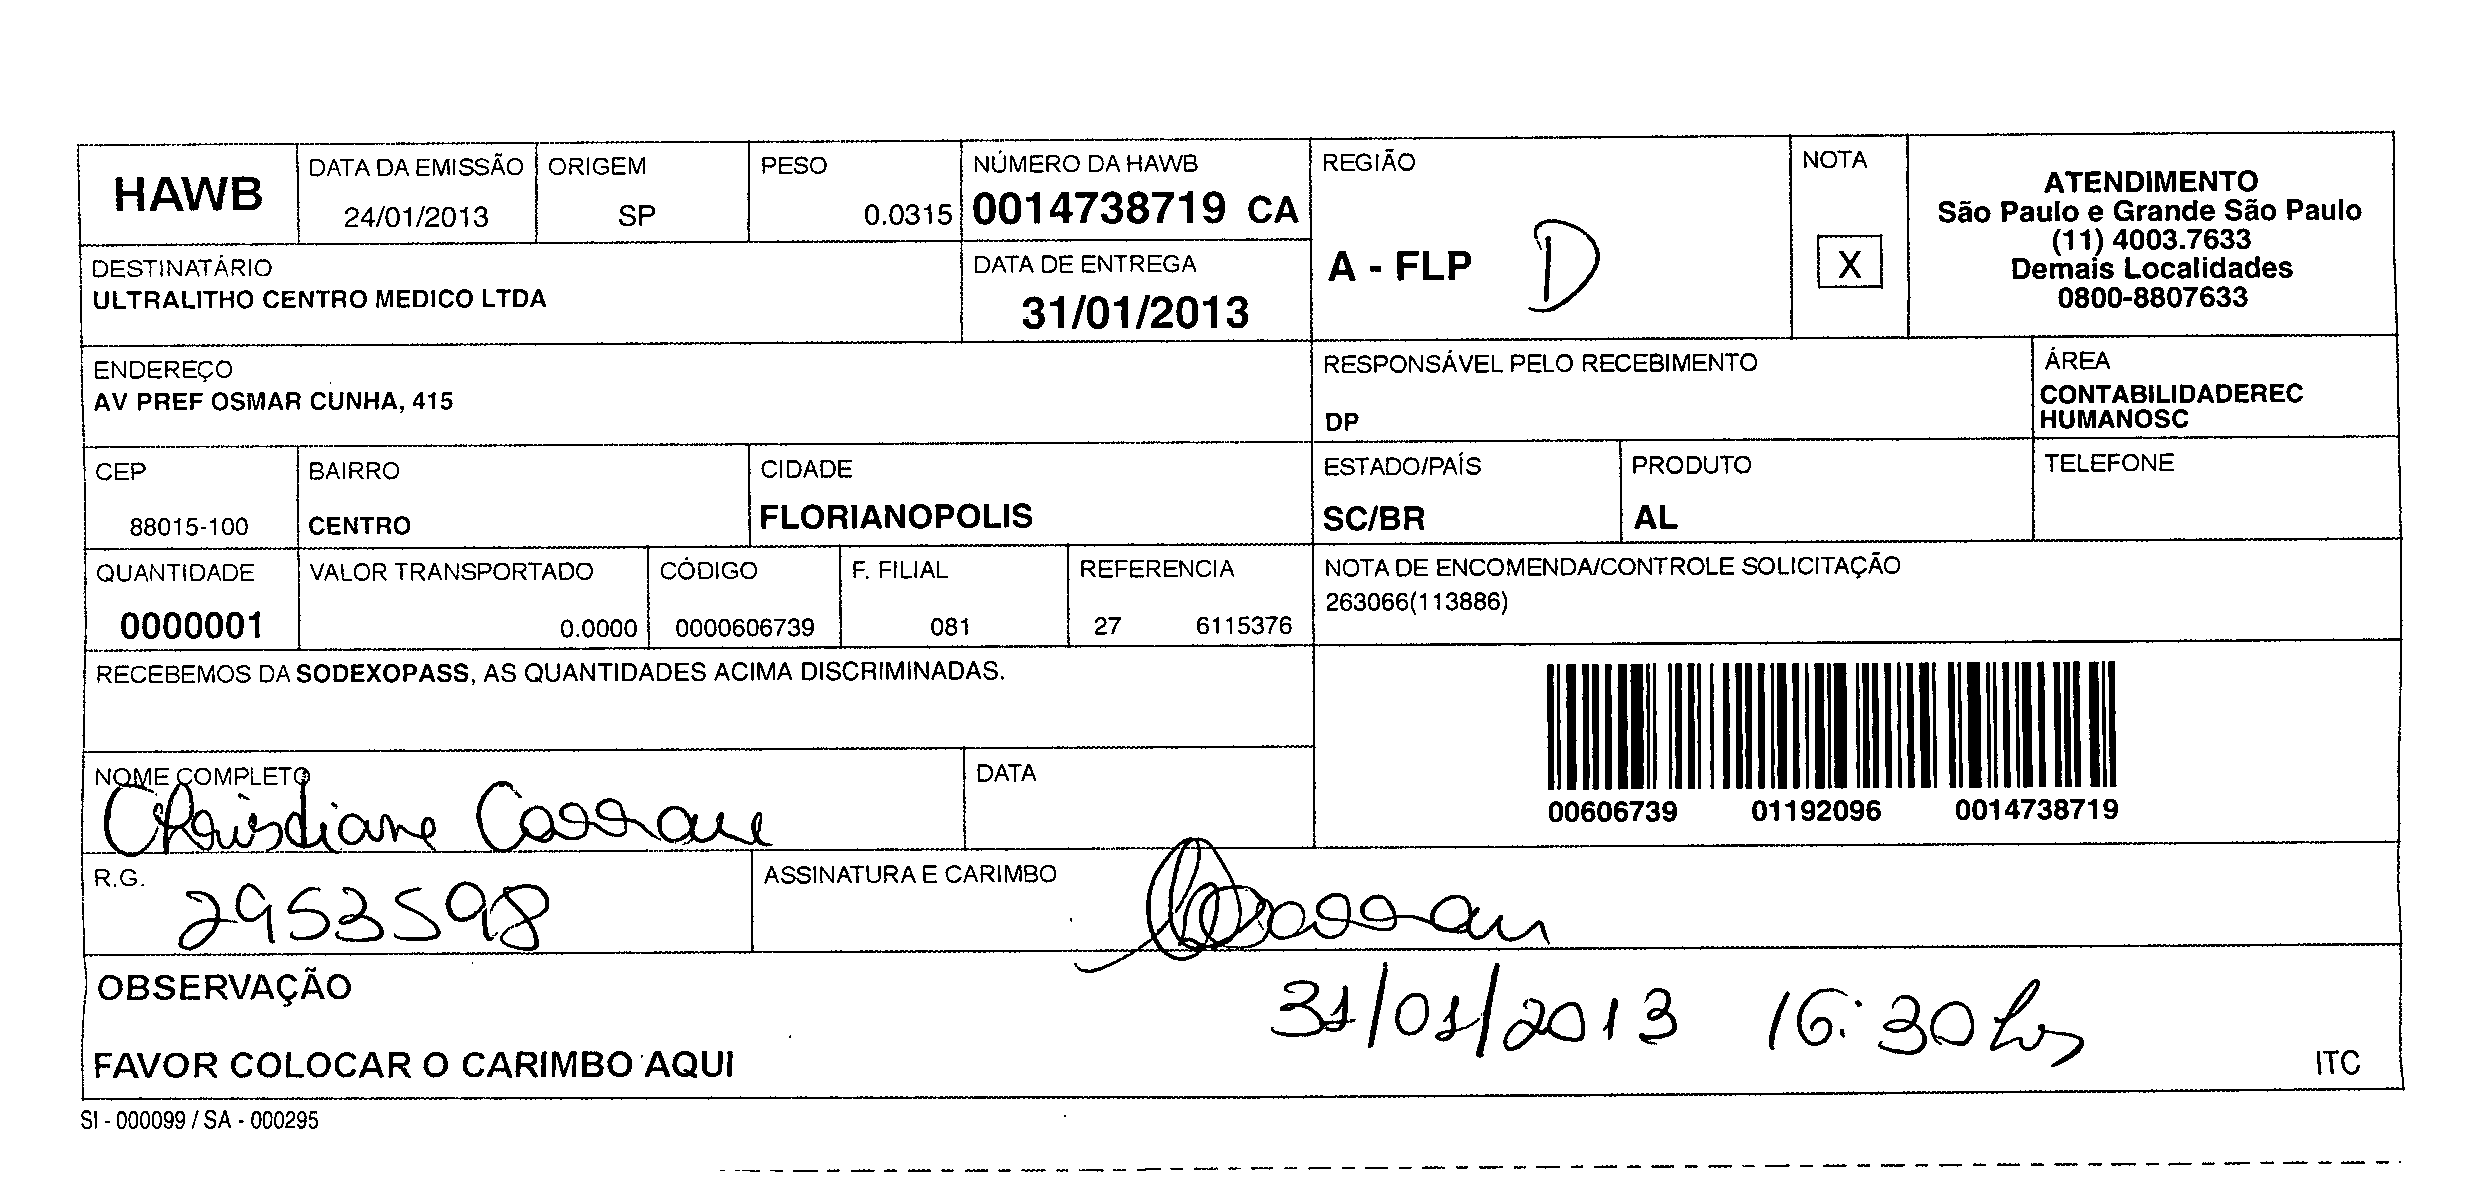 HAWB
DATA DA EMISSÃO
24/01/2013
ORIGEM
SP
PESO
0.0315
NÚMERO DA HAWB
0014738719 CA
REGIÃO
A - FLP D
NOTA
X
ATENDIMENTO
São Paulo e Grande São Paulo
(11) 4003.7633
Demais Localidades
0800-8807633
DESTINATÁRIO
ULTRALITHO CENTRO MEDICO LTDA
DATA DE ENTREGA
31/01/2013
ENDEREÇO
AV PREF OSMAR CUNHA, 415
RESPONSÁVEL PELO RECEBIMENTO
DP
ÁREA
CONTABILIDADEREC
HUMANOSC
CEP
88015-100
BAIRRO
CENTRO
CIDADE
FLORIANOPOLIS
ESTADO/PAÍS
SC/BR
PRODUTO
AL
TELEFONE
QUANTIDADE
0000001
VALOR TRANSPORTADO
0.0000
CÓDIGO
0000606739
F. FILIAL
081
REFERENCIA
27 6115376
NOTA DE ENCOMENDA/CONTROLE SOLICITAÇÃO
263066(113886)
RECEBEMOS DA SODEXOPASS, AS QUANTIDADES ACIMA DISCRIMINADAS.
00606739 01192096 0014738719
NOME COMPLETO
Christiane
DATA
R.G.
2953598
ASSINATURA E CARIMBO
OBSERVAÇÃO
31/01/2013 16:30 hs
FAVOR COLOCAR O CARIMBO AQUI
ITC
SI - 000099 / SA - 000295